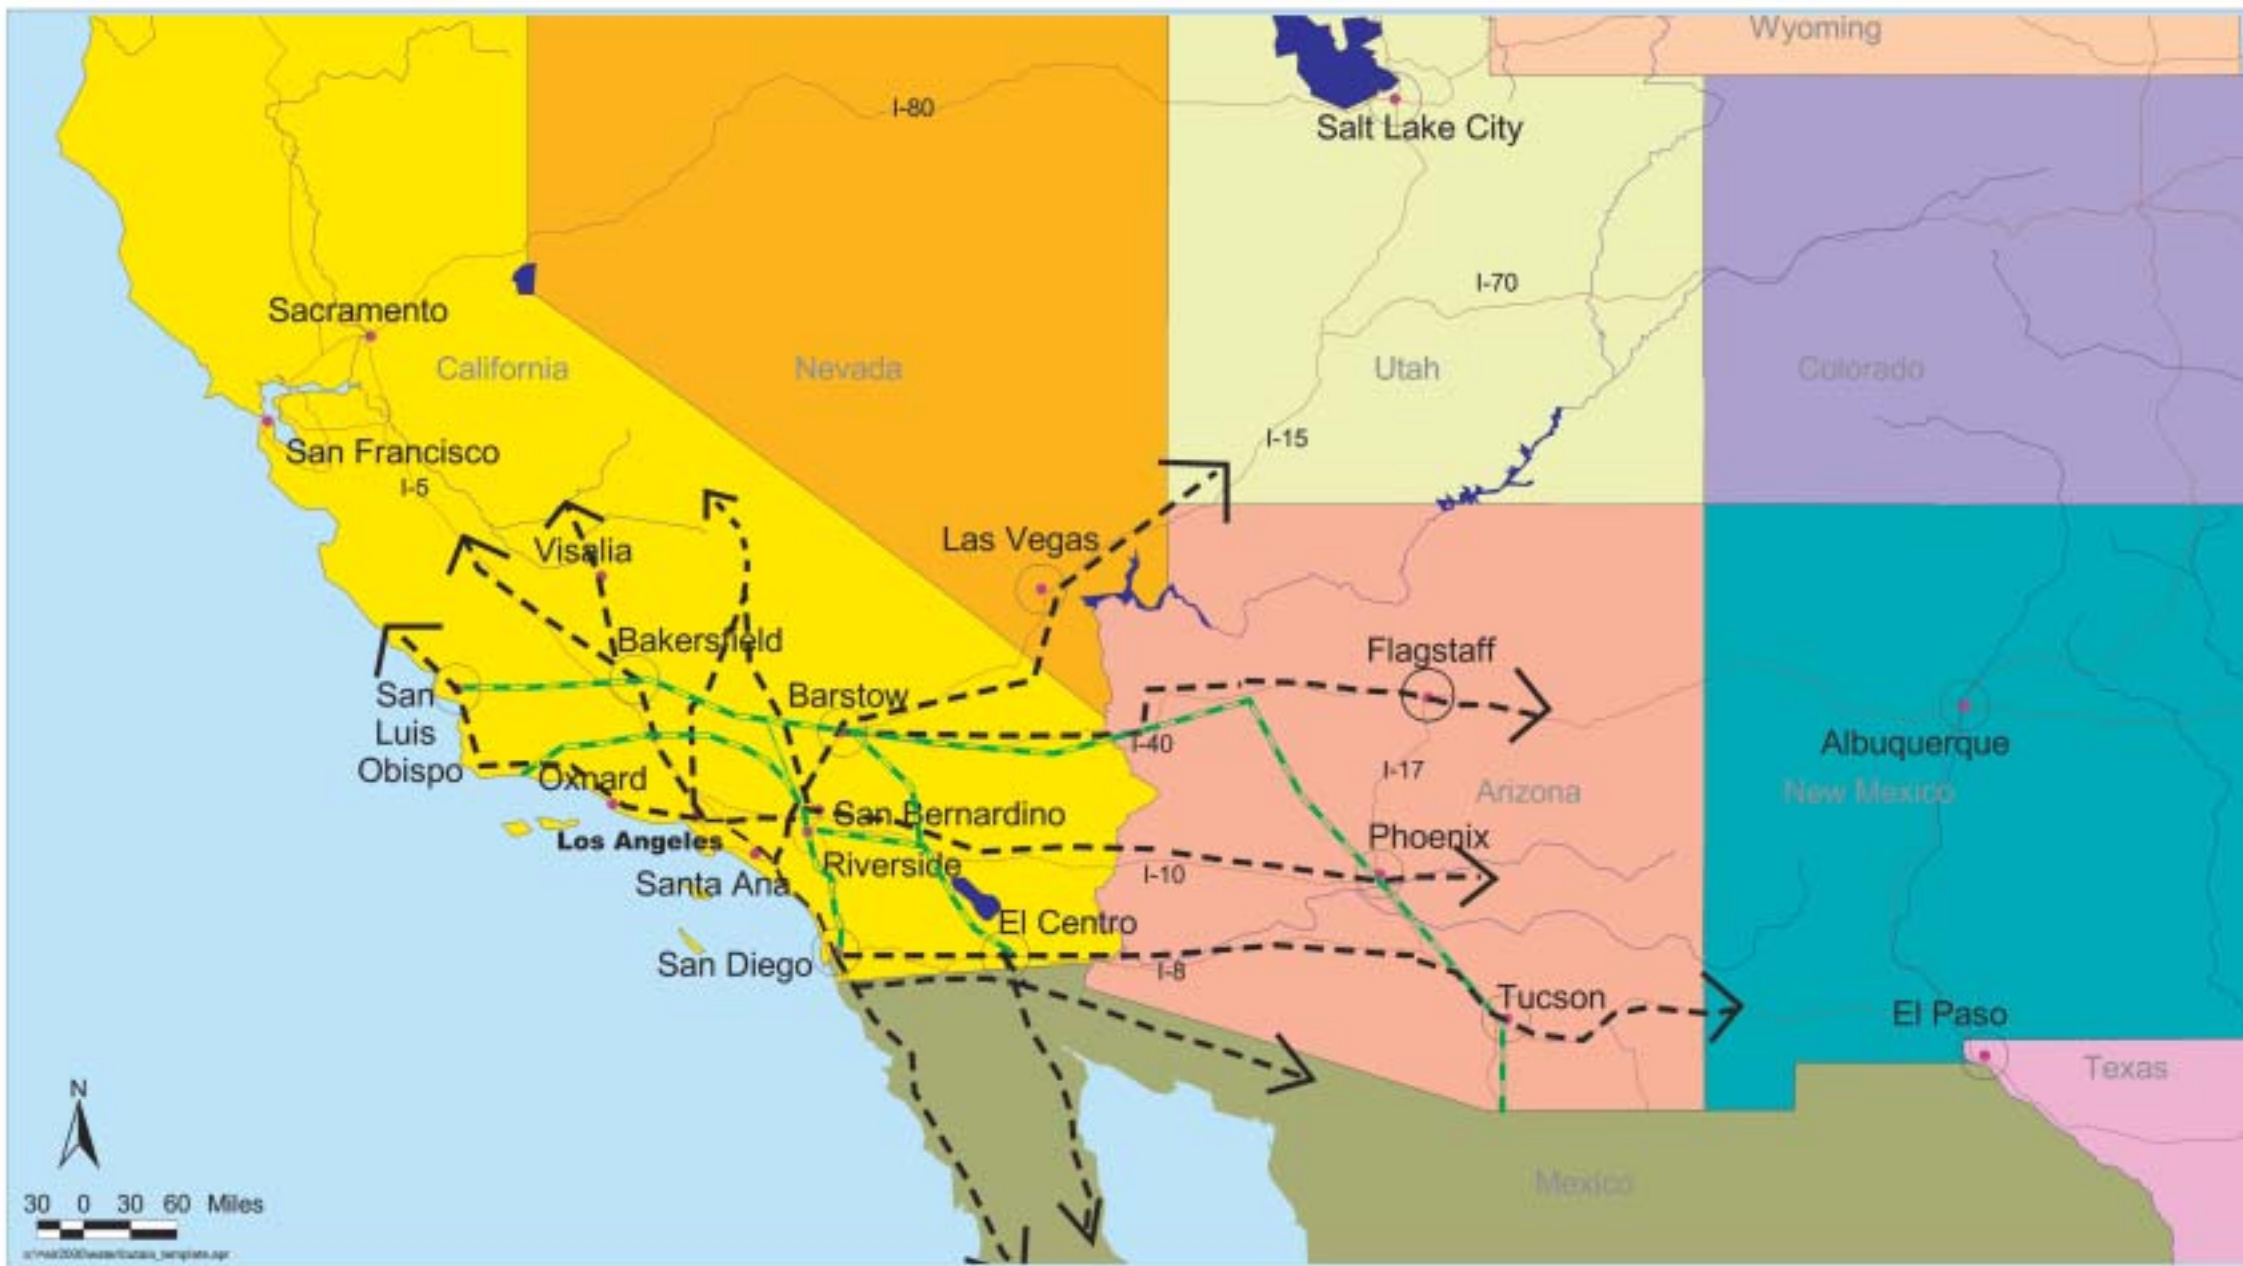 Wyoming
I-80
Salt Lake City
I-70
Sacramento
California
Nevada
Utah
Colorado
I-15
San Francisco
I-5
Las Vegas
Visalia
Bakersfield
Flagstaff
San
Luis
Obispo
Barstow
I-40
Albuquerque
I-17
Oxnard
Arizona
New Mexico
San Bernardino
Los Angeles
Phoenix
Riverside
I-10
Santa Ana
El Centro
San Diego
I-8
Tucson
El Paso
Texas
N
Mexico
30 0 30 60 Miles